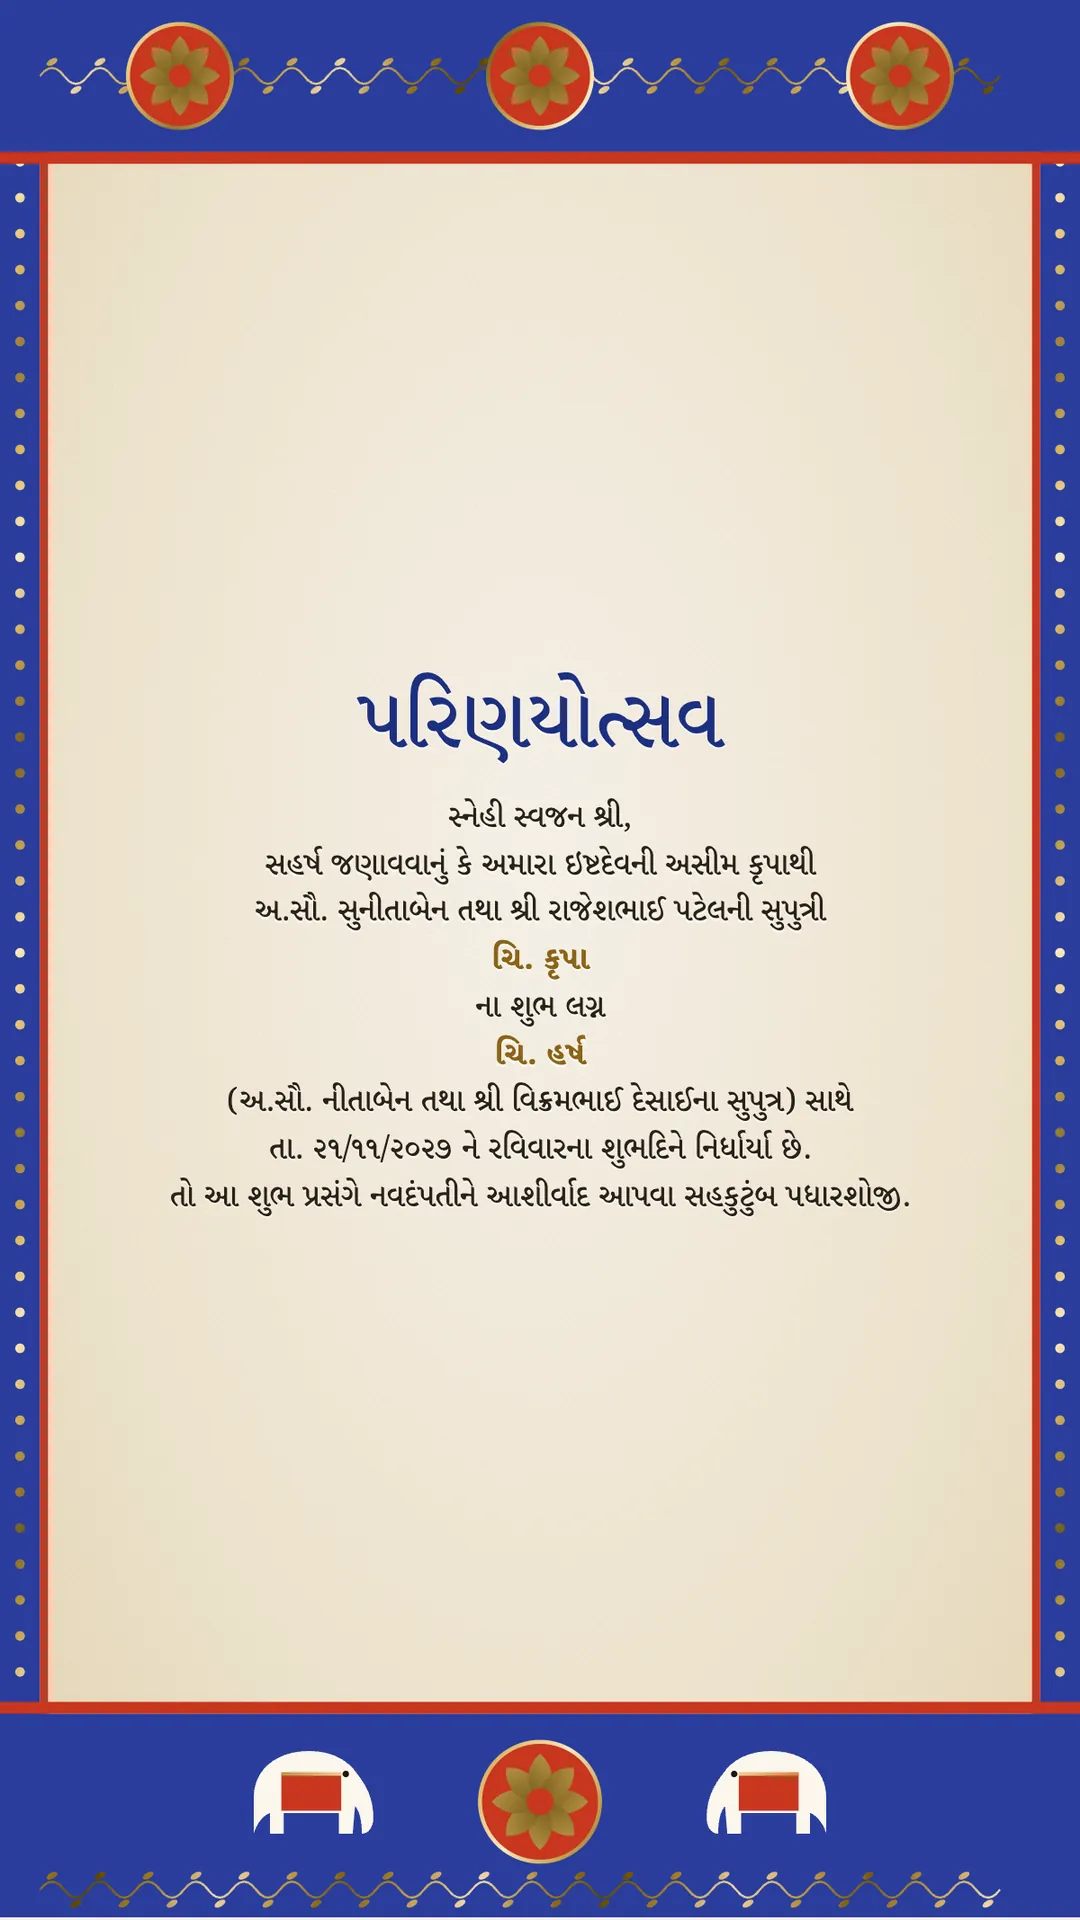 પરિણયોત્સવ
સ્નેહી સ્વજન શ્રી,
સહર્ષ જણાવવાનું કે અમારા ઇષ્ટદેવની અસીમ કૃપાથી
અ.સૌ. સુનીતાબેન તથા શ્રી રાજેશભાઈ પટેલની સુપુત્રી
ચિ. કૃપા
ના શુભ લગ્ન
ચિ. હર્ષ
(અ.સૌ. નીતાબેન તથા શ્રી વિક્રમભાઈ દેસાઈના સુપુત્ર) સાથે
તા. ૨૧/૧૧/૨૦૨૭ ને રવિવારના શુભદિને નિર્ધાર્યા છે.
તો આ શુભ પ્રસંગે નવદંપતીને આશીર્વાદ આપવા સહકુટુંબ પધારશોજી.